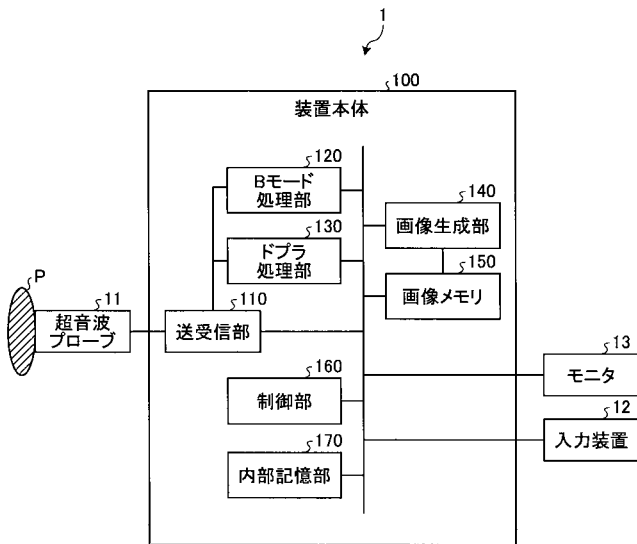 1
100
装置本体
120
Bモード
処理部
140
画像生成部
130
ドプラ
処理部
150
画像メモリ
P
11
超音波
プローブ
110
送受信部
13
モニタ
160
制御部
12
入力装置
170
内部記憶部